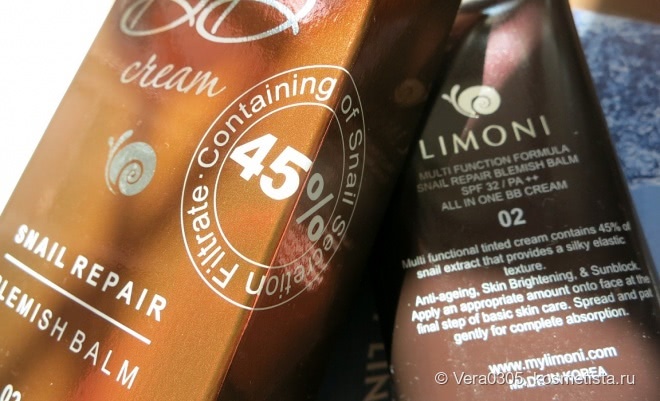 BB
cream
Containing of Snail Secretion Filtrate ·
45%
SNAIL REPAIR
BLEMISH BALM
02
LIMONI
MULTI FUNCTION FORMULA
SNAIL REPAIR BLEMISH BALM
SPF 32 / PA ++
ALL IN ONE BB CREAM
02
Multi functional tinted cream contains 45% of
snail extract that provides a silky elastic
texture.
Anti-ageing, Skin Brightening, & Sunblock.
Apply an appropriate amount onto face at the
final step of basic skin care. Spread and pat
gently for complete absorption.
www.mylimoni.com
MADE IN KOREA
© Vera0305, kosmetista.ru